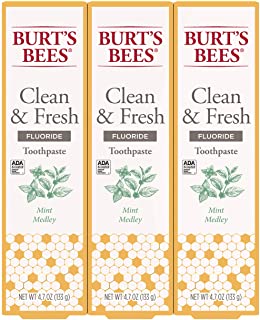 BURT'S BEES®
Clean & Fresh
FLUORIDE
Toothpaste
ADA
Mint Medley
NET WT 4.7 OZ (133 g)
BURT'S BEES®
Clean & Fresh
FLUORIDE
Toothpaste
ADA
Mint Medley
NET WT 4.7 OZ (133 g)
BURT'S BEES®
Clean & Fresh
FLUORIDE
Toothpaste
ADA
Mint Medley
NET WT 4.7 OZ (133 g)